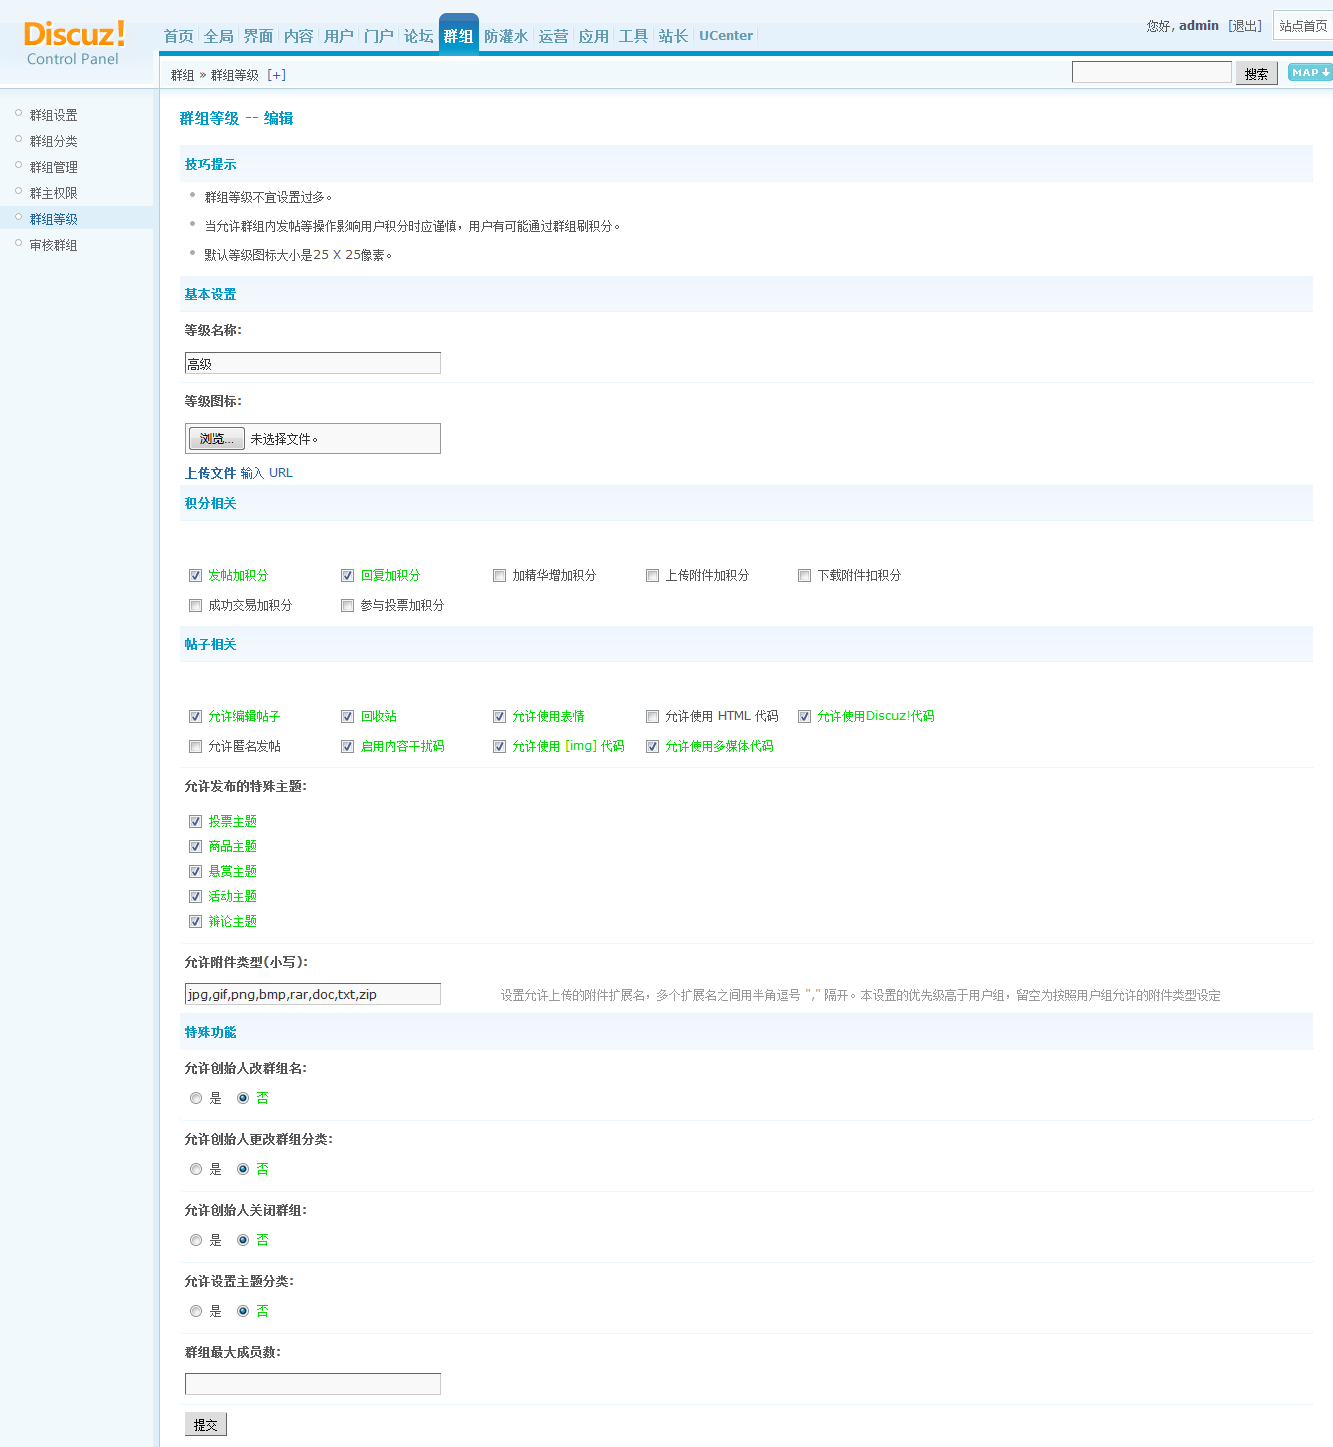 Discuz!
Control Panel
首页 全局 界面 内容 用户 门户 论坛 群组 防灌水 运营 应用 工具 站长 UCenter
您好, admin [退出] 站点首页
群组 » 群组等级 [+]
搜索 MAP
群组设置
群组分类
群组管理
群主权限
群组等级
审核群组
群组等级 -- 编辑
技巧提示
群组等级不宜设置过多。
当允许群组内发帖等操作影响用户积分时应谨慎，用户有可能通过群组刷积分。
默认等级图标大小是25 X 25像素。
基本设置
等级名称:
高级
等级图标:
浏览... 未选择文件。
上传文件 输入 URL
积分相关
发帖加积分 回复加积分 加精华增加积分 上传附件加积分 下载附件扣积分
成功交易加积分 参与投票加积分
帖子相关
允许编辑帖子 回收站 允许使用表情 允许使用 HTML 代码 允许使用Discuz!代码
允许匿名发帖 启用内容干扰码 允许使用 [img] 代码 允许使用多媒体代码
允许发布的特殊主题:
投票主题
商品主题
悬赏主题
活动主题
辩论主题
允许附件类型(小写):
jpg,gif,png,bmp,rar,doc,txt,zip
设置允许上传的附件扩展名，多个扩展名之间用半角逗号 "," 隔开。本设置的优先级高于用户组，留空为按照用户组允许的附件类型设定
特殊功能
允许创始人改群组名:
是 否
允许创始人更改群组分类:
是 否
允许创始人关闭群组:
是 否
允许设置主题分类:
是 否
群组最大成员数:
提交